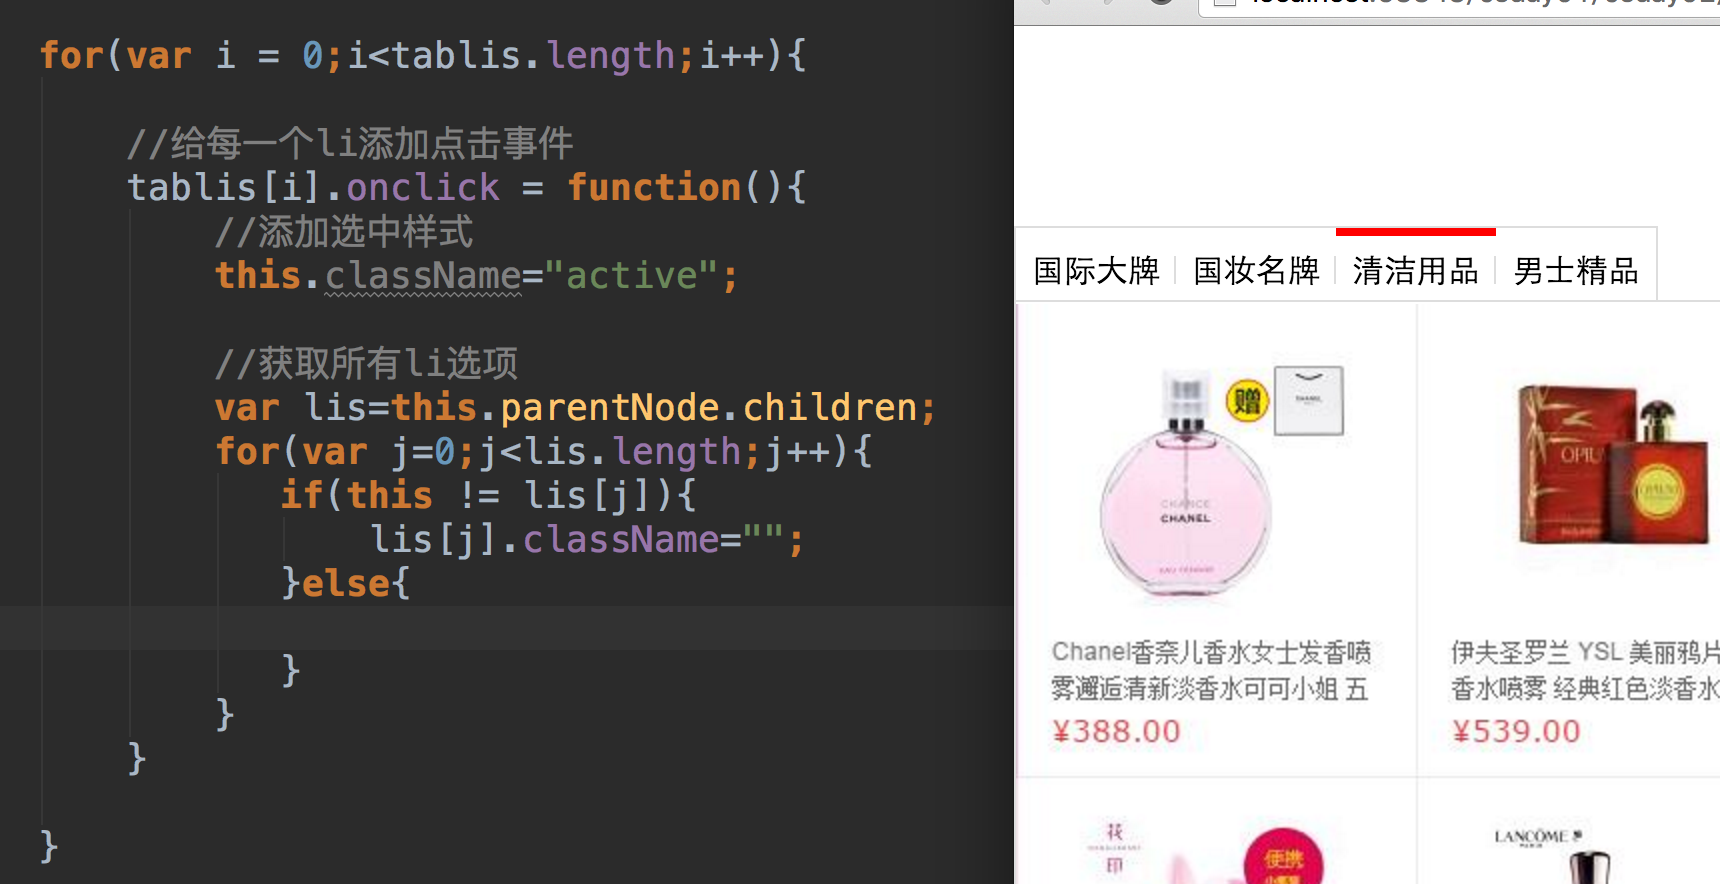 for(var i = 0;i<tablis.length;i++){
//给每一个li添加点击事件
tablis[i].onclick = function(){
//添加选中样式
this.className="active";
//获取所有li选项
var lis=this.parentNode.children;
for(var j=0;j<lis.length;j++){
if(this != lis[j]){
lis[j].className="";
}else{
}
}
}
}
国际大牌 国妆名牌 清洁用品 男士精品
赠
CHANEL
CHANCE
CHANEL
OPIUM
Chanel香奈儿香水女士发香喷
雾邂逅清新淡香水可可小姐 五
¥388.00
伊夫圣罗兰 YSL 美丽鸦片
香水喷雾 经典红色淡香水
¥539.00
花
印
便携
LANCÔME